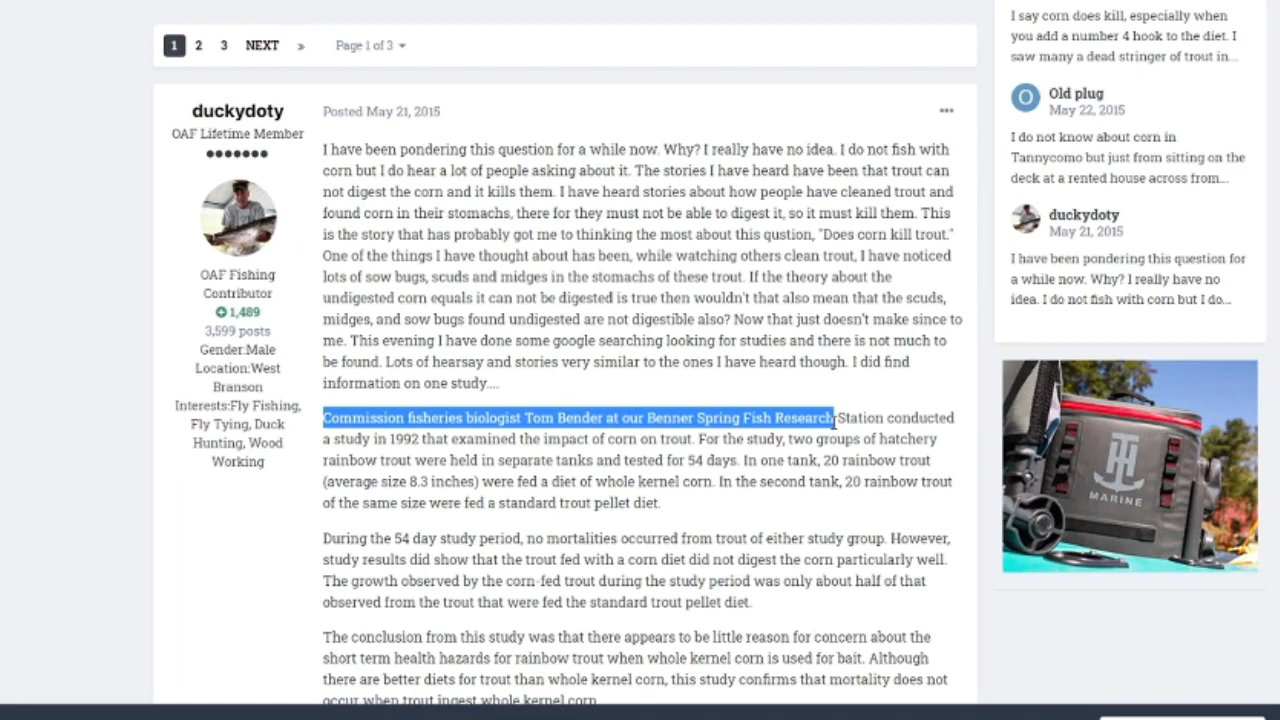 1 2 3 NEXT » Page 1 of 3
duckydoty
OAF Lifetime Member
OAF Fishing
Contributor
1,489
3,599 posts
Gender:Male
Location:West
Branson
Interests:Fly Fishing,
Fly Tying, Duck
Hunting, Wood
Working
Posted May 21, 2015
I have been pondering this question for a while now. Why? I really have no idea. I do not fish with
corn but I do hear a lot of people asking about it. The stories I have heard have been that trout can
not digest the corn and it kills them. I have heard stories about how people have cleaned trout and
found corn in their stomachs, there for they must not be able to digest it, so it must kill them. This
is the story that has probably got me to thinking the most about this qustion, "Does corn kill trout."
One of the things I have thought about has been, while watching others clean trout, I have noticed
lots of sow bugs, scuds and midges in the stomachs of these trout. If the theory about the
undigested corn equals it can not be digested is true then wouldn't that also mean that the scuds,
midges, and sow bugs found undigested are not digestible also? Now that just doesn't make since to
me. This evening I have done some google searching looking for studies and there is not much to
be found. Lots of hearsay and stories very similar to the ones I have heard though. I did find
information on one study....
Commission fisheries biologist Tom Bender at our Benner Spring Fish Research Station conducted
a study in 1992 that examined the impact of corn on trout. For the study, two groups of hatchery
rainbow trout were held in separate tanks and tested for 54 days. In one tank, 20 rainbow trout
(average size 8.3 inches) were fed a diet of whole kernel corn. In the second tank, 20 rainbow trout
of the same size were fed a standard trout pellet diet.
During the 54 day study period, no mortalities occurred from trout of either study group. However,
study results did show that the trout fed with a corn diet did not digest the corn particularly well.
The growth observed by the corn-fed trout during the study period was only about half of that
observed from the trout that were fed the standard trout pellet diet.
The conclusion from this study was that there appears to be little reason for concern about the
short term health hazards for rainbow trout when whole kernel corn is used for bait. Although
there are better diets for trout than whole kernel corn, this study confirms that mortality does not
occur when trout ingest whole kernel corn.
I say corn does kill, especially when
you add a number 4 hook to the diet. I
saw many a dead stringer of trout in...
O
Old plug
May 22, 2015
I do not know about corn in
Tannycomo but just from sitting on the
deck at a rented house across from...
duckydoty
May 21, 2015
I have been pondering this question for
a while now. Why? I really have no
idea. I do not fish with corn but I do...
MARINE